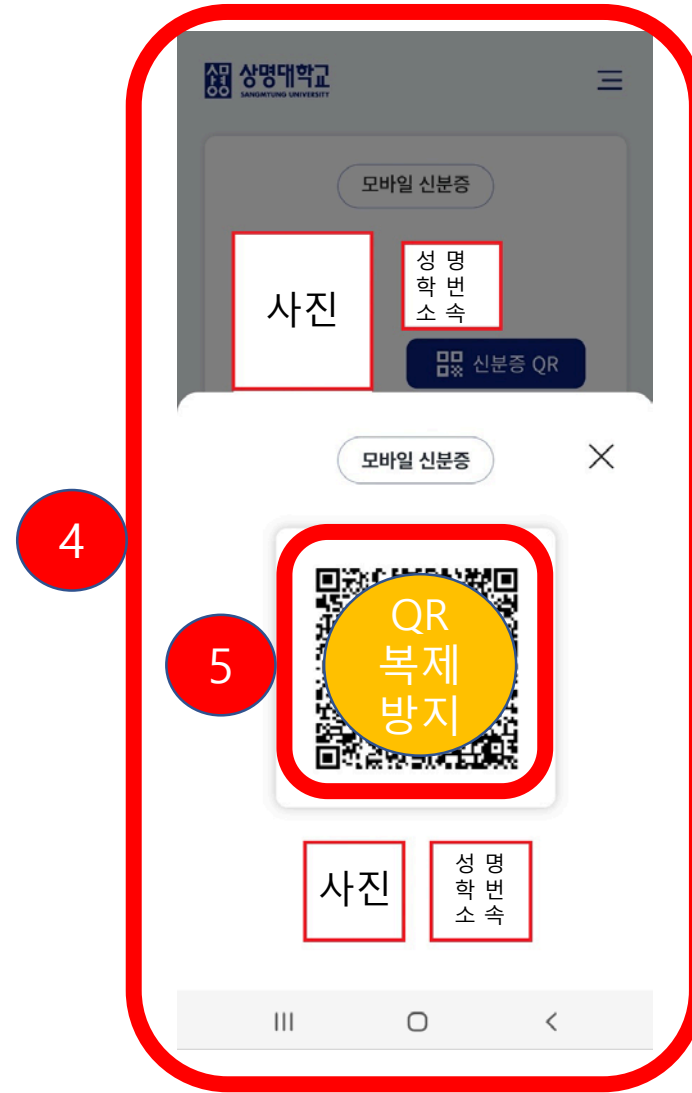 상명 상명대학교
SANGMYUNG UNIVERSITY
모바일 신분증
사진
성 명
학 번
소 속
신분증 QR
모바일 신분증
4
5
QR
복제
방지
사진
성 명
학 번
소 속